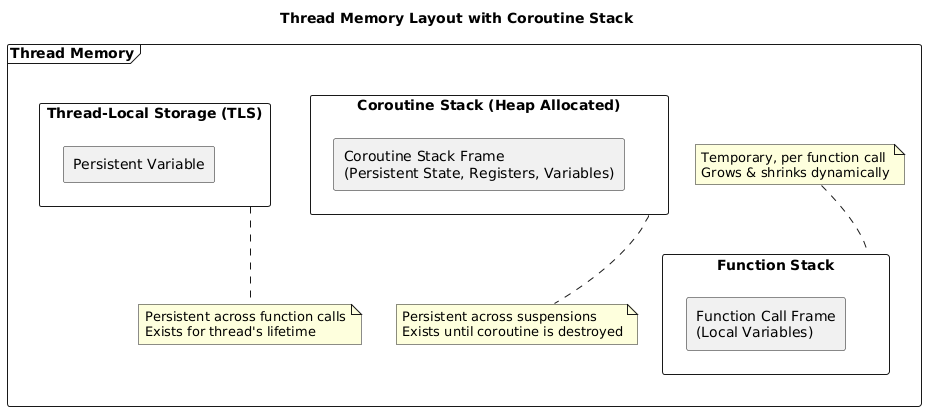 Thread Memory Layout with Coroutine Stack
Thread Memory
Thread-Local Storage (TLS)
Persistent Variable
Coroutine Stack (Heap Allocated)
Coroutine Stack Frame
(Persistent State, Registers, Variables)
Temporary, per function call
Grows & shrinks dynamically
Function Stack
Function Call Frame
(Local Variables)
Persistent across function calls
Exists for thread's lifetime
Persistent across suspensions
Exists until coroutine is destroyed